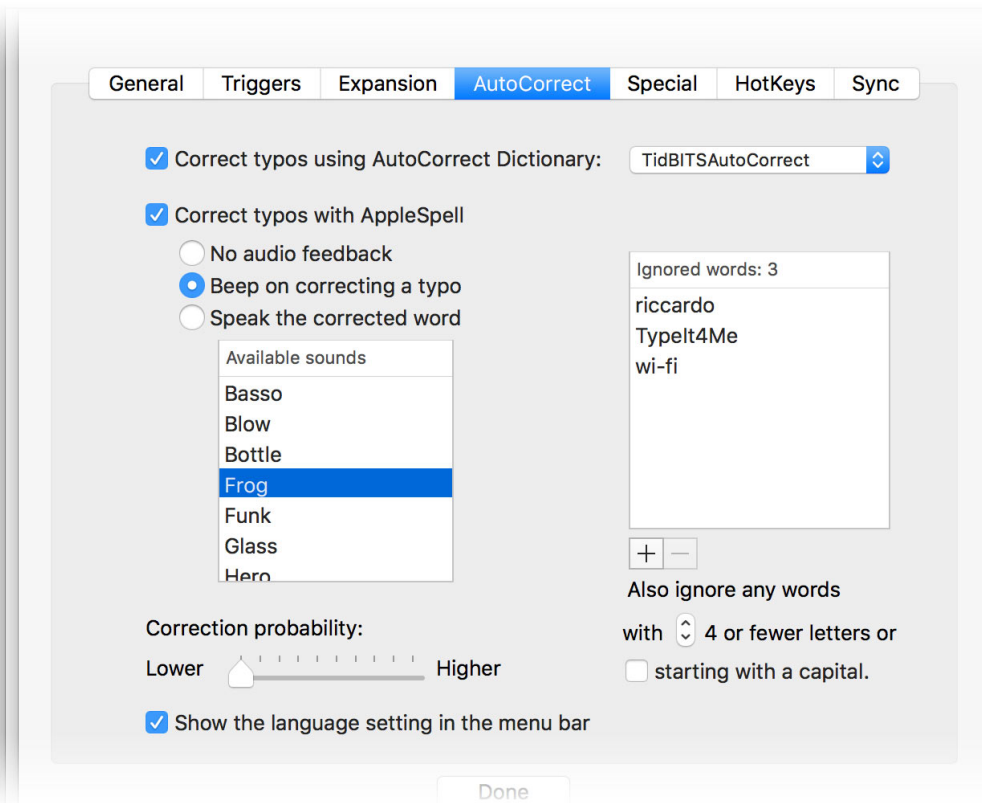 General Triggers Expansion AutoCorrect Special HotKeys Sync
Correct typos using AutoCorrect Dictionary: TidBITSAutoCorrect
Correct typos with AppleSpell
No audio feedback
Beep on correcting a typo
Speak the corrected word
Available sounds
Basso
Blow
Bottle
Frog
Funk
Glass
Hero
Ignored words: 3
riccardo
TypeIt4Me
wi-fi
+ −
Also ignore any words
with 4 or fewer letters or
starting with a capital.
Correction probability:
Lower Higher
Show the language setting in the menu bar
Done